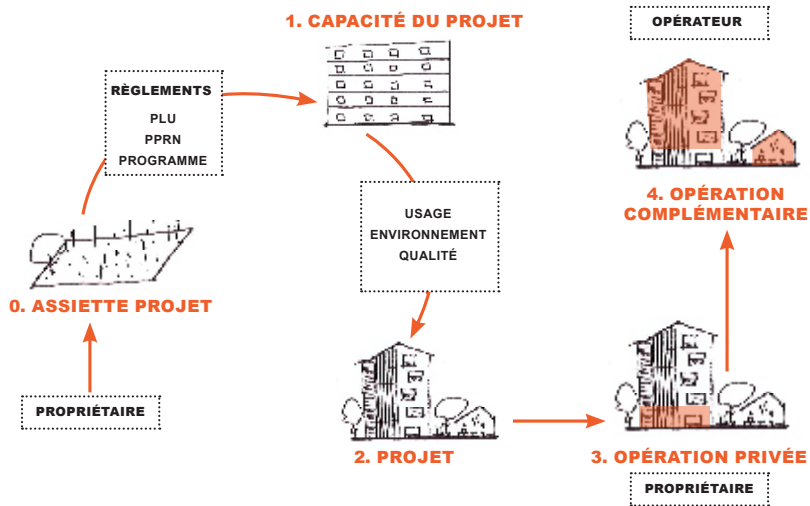 1. CAPACITÉ DU PROJET
OPÉRATEUR
RÈGLEMENTS
PLU
PPRN
PROGRAMME
4. OPÉRATION
COMPLÉMENTAIRE
USAGE
ENVIRONNEMENT
QUALITÉ
0. ASSIETTE PROJET
PROPRIÉTAIRE
2. PROJET
3. OPÉRATION PRIVÉE
PROPRIÉTAIRE